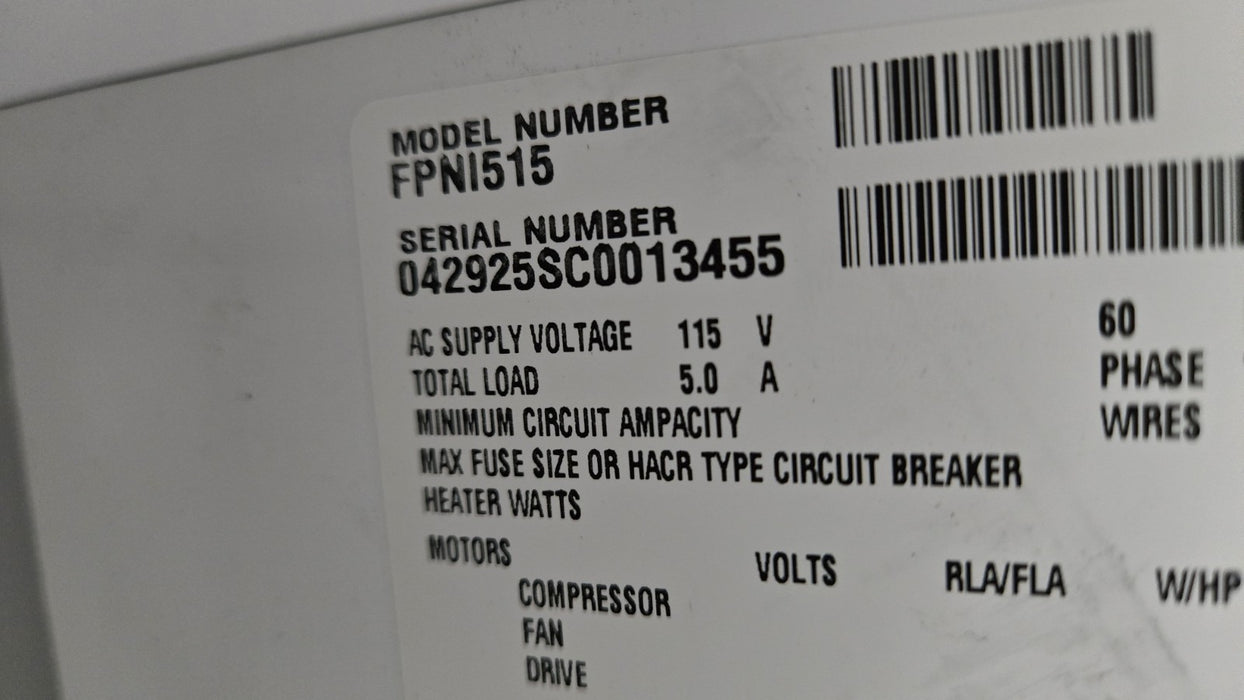 MODEL NUMBER
FPNI515
SERIAL NUMBER
042925SC0013455
AC SUPPLY VOLTAGE 115 V 60
TOTAL LOAD 5.0 A PHASE
MINIMUM CIRCUIT AMPACITY WIRES
MAX FUSE SIZE OR HACR TYPE CIRCUIT BREAKER
HEATER WATTS
MOTORS VOLTS RLA/FLA W/HP
COMPRESSOR
FAN
DRIVE